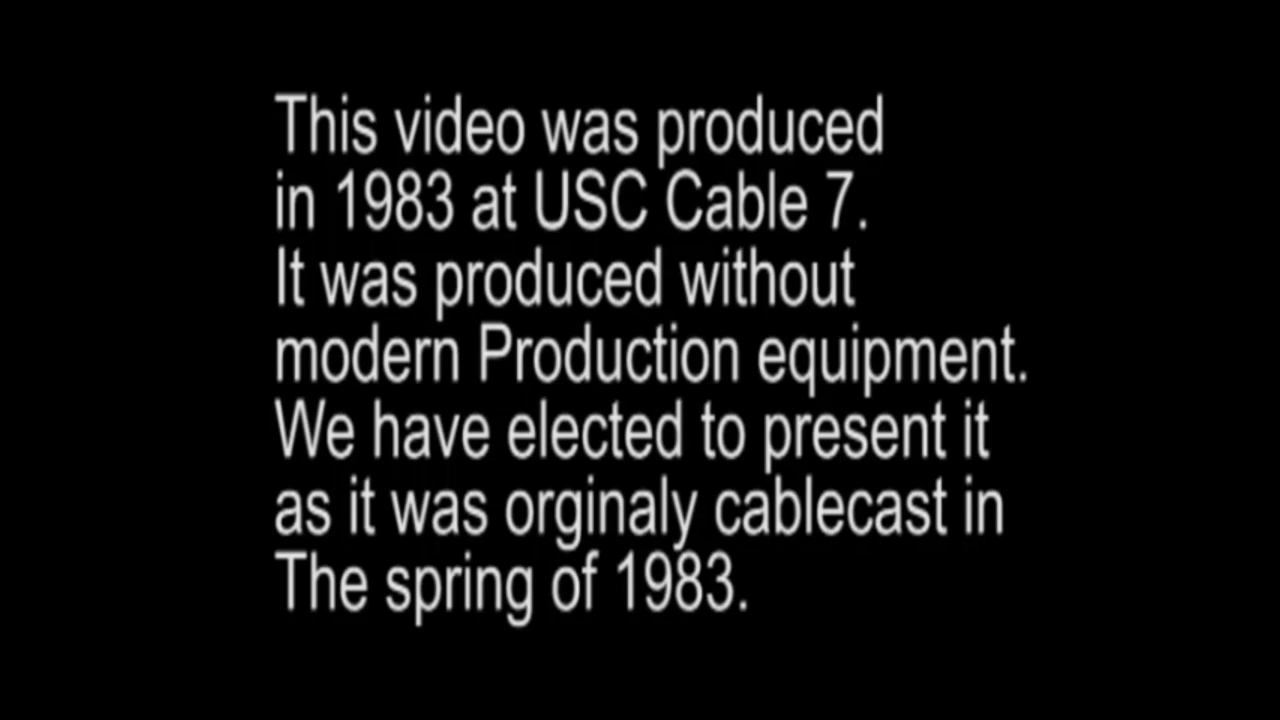 This video was produced
in 1983 at USC Cable 7.
It was produced without
modern Production equipment.
We have elected to present it
as it was orginaly cablecast in
The spring of 1983.